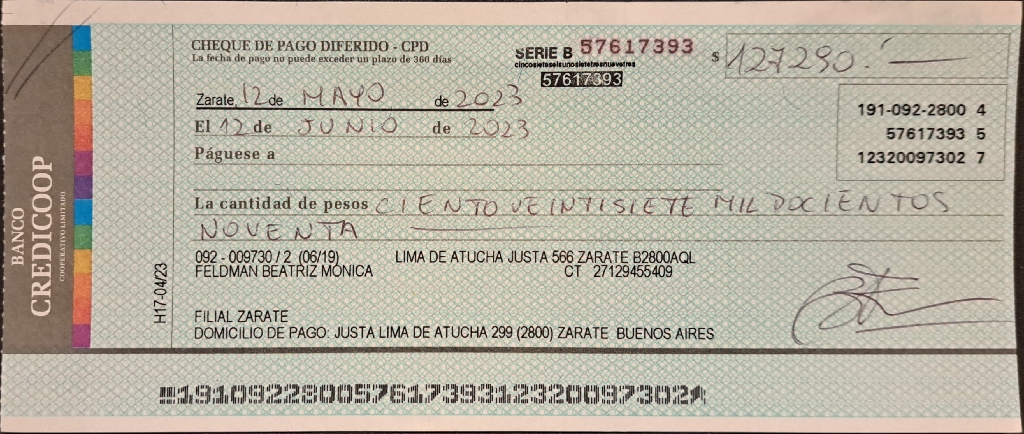 BANCO
CREDICOOP
COOPERATIVO LIMITADO
H17-04/23
CHEQUE DE PAGO DIFERIDO - CPD
La fecha de pago no puede exceder un plazo de 360 días
SERIE B 57617393
cincosieteseisunosietetresnuevetres
57617393
$ 127290.-
Zarate, 12 de MAYO de 2023
El 12 de JUNIO de 2023
191-092-2800 4
57617393 5
12320097302 7
Páguese a
La cantidad de pesos CIENTO VEINTISIETE MIL DOCIENTOS
NOVENTA
092 - 009730 / 2 (06/19) LIMA DE ATUCHA JUSTA 566 ZARATE B2800AQL
FELDMAN BEATRIZ MONICA CT 27129455409
FILIAL ZARATE
DOMICILIO DE PAGO: JUSTA LIMA DE ATUCHA 299 (2800) ZARATE BUENOS AIRES
19109228005761739312320097302